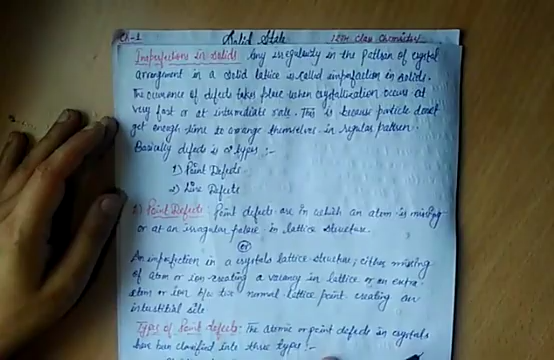 Ch-1 Solid State 12th Class Chemistry
Imperfections in Solids Any irregularity in the pattern of crystal
arrangement in a solid lattice is called imperfection in solids.
The occurence of defects take place when crystallization occurs at
very fast or at intermediate rate. This is because particle doesn't
get enough time to arrange themselves in regular pattern.
Basically defects is of 2 types :-
1) Point Defects
2) Line Defects
1) Point Defect: Point defects are in which an atom is missing
or at an irregular place in lattice structure.
or
An imperfection in a crystals lattice structure, either missing
of atom or ion creating a vacancy in lattice or an extra
atom or ion b/w two normal lattice point creating an
interstitial site
Types of Point defects- The atomic or point defects in crystals
have been classified into three types :-